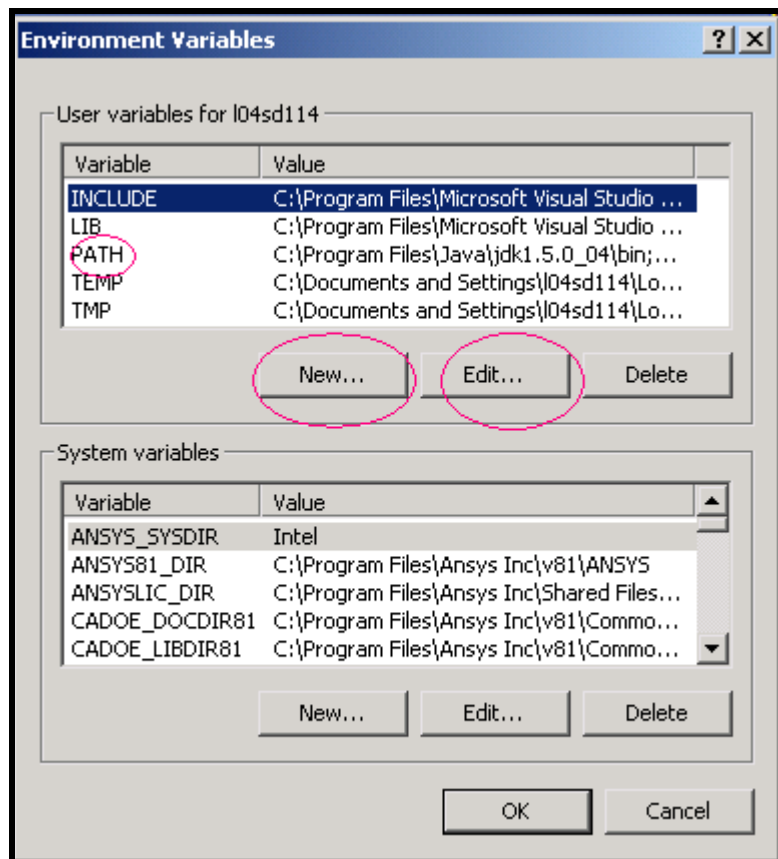 Environment Variables
User variables for l04sd114
Variable Value
INCLUDE C:\Program Files\Microsoft Visual Studio ...
LIB C:\Program Files\Microsoft Visual Studio ...
PATH C:\Program Files\Java\jdk1.5.0_04\bin;...
TEMP C:\Documents and Settings\l04sd114\Lo...
TMP C:\Documents and Settings\l04sd114\Lo...
New... Edit... Delete
System variables
Variable Value
ANSYS_SYSDIR Intel
ANSYS81_DIR C:\Program Files\Ansys Inc\v81\ANSYS
ANSYSLIC_DIR C:\Program Files\Ansys Inc\Shared Files...
CADOE_DOCDIR81 C:\Program Files\Ansys Inc\v81\Commo...
CADOE_LIBDIR81 C:\Program Files\Ansys Inc\v81\Commo...
New... Edit... Delete
OK Cancel